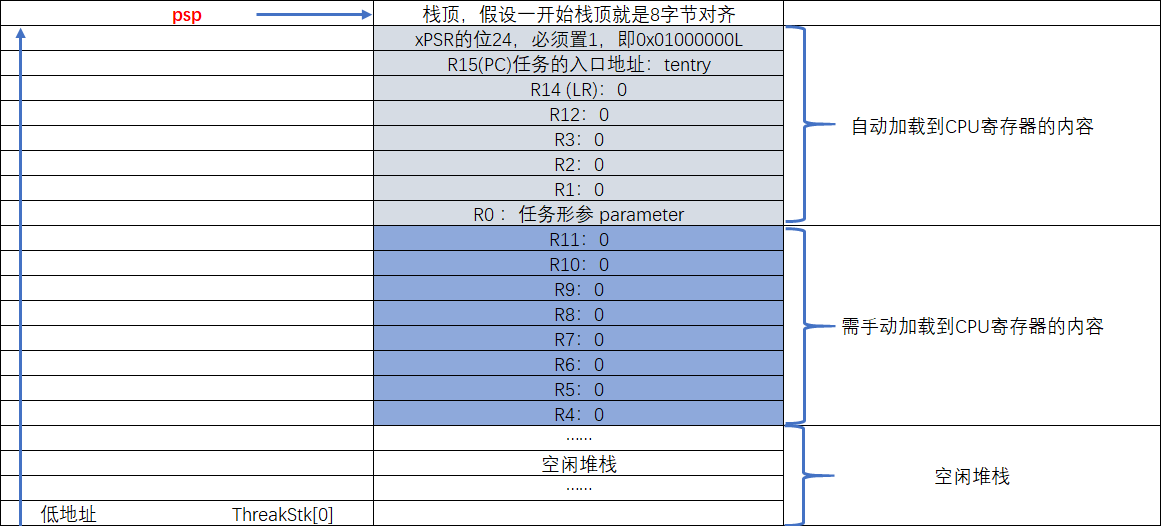 psp
栈顶，假设一开始栈顶就是8字节对齐
xPSR的位24，必须置1，即0x01000000L
R15(PC)任务的入口地址：tentry
R14 (LR)：0
R12：0
R3：0
R2：0
R1：0
R0 ：任务形参 parameter
自动加载到CPU寄存器的内容
R11：0
R10：0
R9：0
R8：0
R7：0
R6：0
R5：0
R4：0
需手动加载到CPU寄存器的内容
……
空闲堆栈
……
空闲堆栈
低地址 ThreakStk[0]